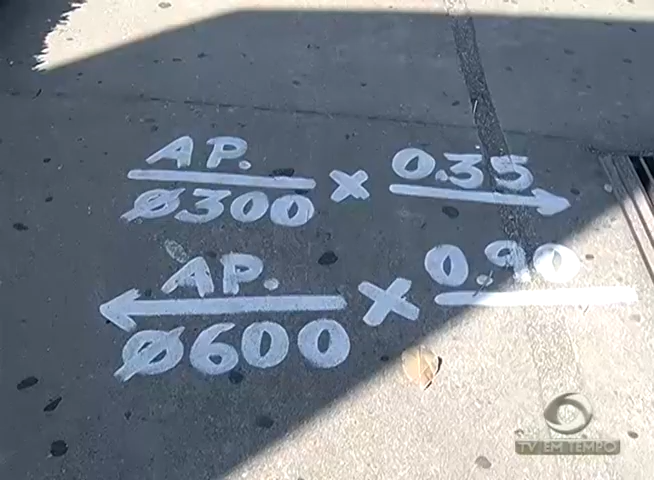 AP. 0.35
Ø300 X
AP. 0.90
Ø600 X
TV EM TEMPO